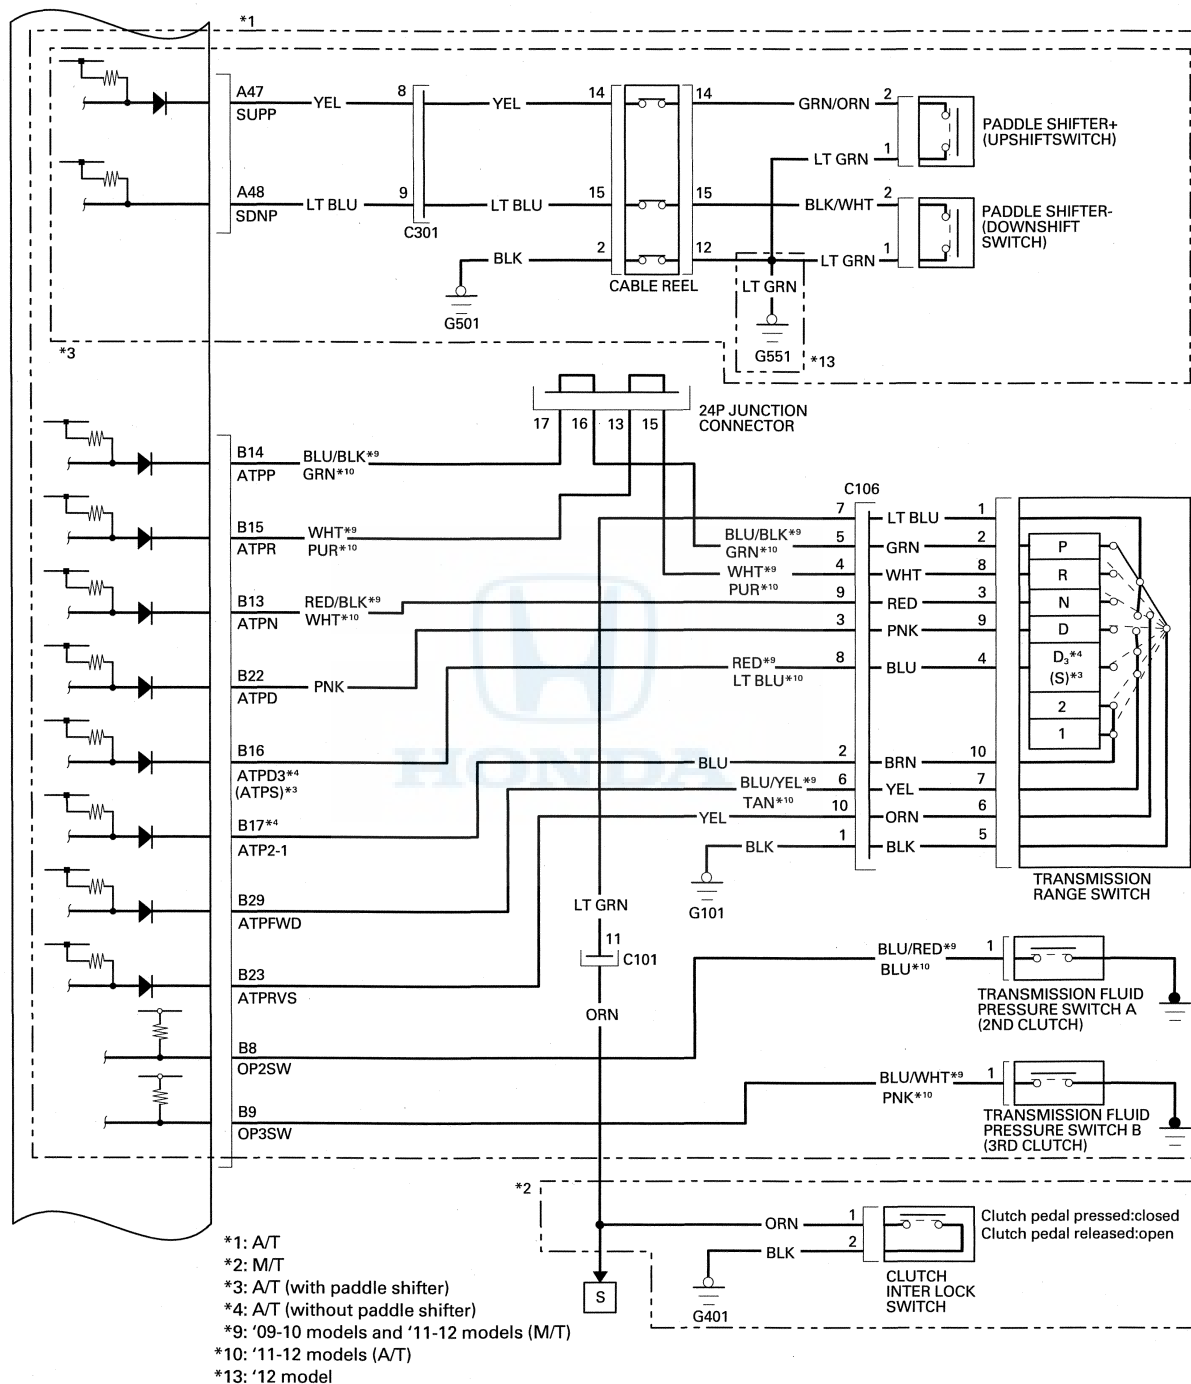 *1
A47
SUPP
YEL
8
YEL
14
14
GRN/ORN
2
PADDLE SHIFTER+
(UPSHIFTSWITCH)
LT GRN
1
A48
SDNP
LT BLU
9
C301
LT BLU
15
15
BLK/WHT
2
PADDLE SHIFTER-
(DOWNSHIFT
SWITCH)
BLK
2
12
LT GRN
1
CABLE REEL
G501
LT GRN
G551
*13
*3
17
16
13
15
24P JUNCTION
CONNECTOR
B14
ATPP
BLU/BLK*9
GRN*10
B15
ATPR
WHT*9
PUR*10
B13
ATPN
RED/BLK*9
WHT*10
B22
ATPD
PNK
B16
ATPD3*4
(ATPS)*3
B17*4
ATP2-1
B29
ATPFWD
B23
ATPRVS
B8
OP2SW
B9
OP3SW
C106
7
LT BLU
1
BLU/BLK*9
GRN*10
5
GRN
2
P
WHT*9
PUR*10
4
WHT
8
R
9
RED
3
N
3
PNK
9
D
RED*9
LT BLU*10
8
BLU
4
D3*4
(S)*3
2
1
BLU
2
BRN
10
BLU/YEL*9
TAN*10
6
YEL
7
YEL
10
ORN
6
BLK
1
BLK
5
G101
TRANSMISSION
RANGE SWITCH
HONDA
LT GRN
11
C101
ORN
BLU/RED*9
BLU*10
1
TRANSMISSION FLUID
PRESSURE SWITCH A
(2ND CLUTCH)
BLU/WHT*9
PNK*10
1
TRANSMISSION FLUID
PRESSURE SWITCH B
(3RD CLUTCH)
*2
ORN
1
BLK
2
Clutch pedal pressed:closed
Clutch pedal released:open
CLUTCH
INTER LOCK
SWITCH
G401
S
*1: A/T
*2: M/T
*3: A/T (with paddle shifter)
*4: A/T (without paddle shifter)
*9: '09-10 models and '11-12 models (M/T)
*10: '11-12 models (A/T)
*13: '12 model